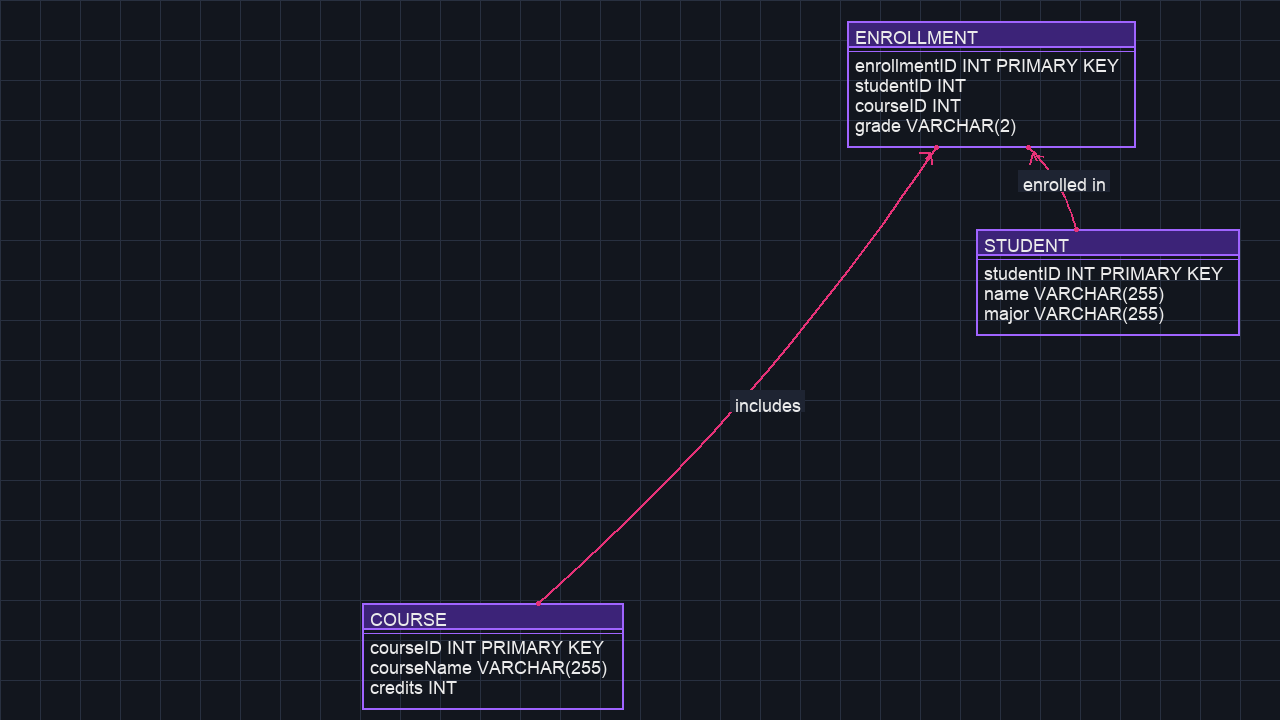 ENROLLMENT
enrollmentID INT PRIMARY KEY
studentID INT
courseID INT
grade VARCHAR(2)
enrolled in
STUDENT
studentID INT PRIMARY KEY
name VARCHAR(255)
major VARCHAR(255)
includes
COURSE
courseID INT PRIMARY KEY
courseName VARCHAR(255)
credits INT